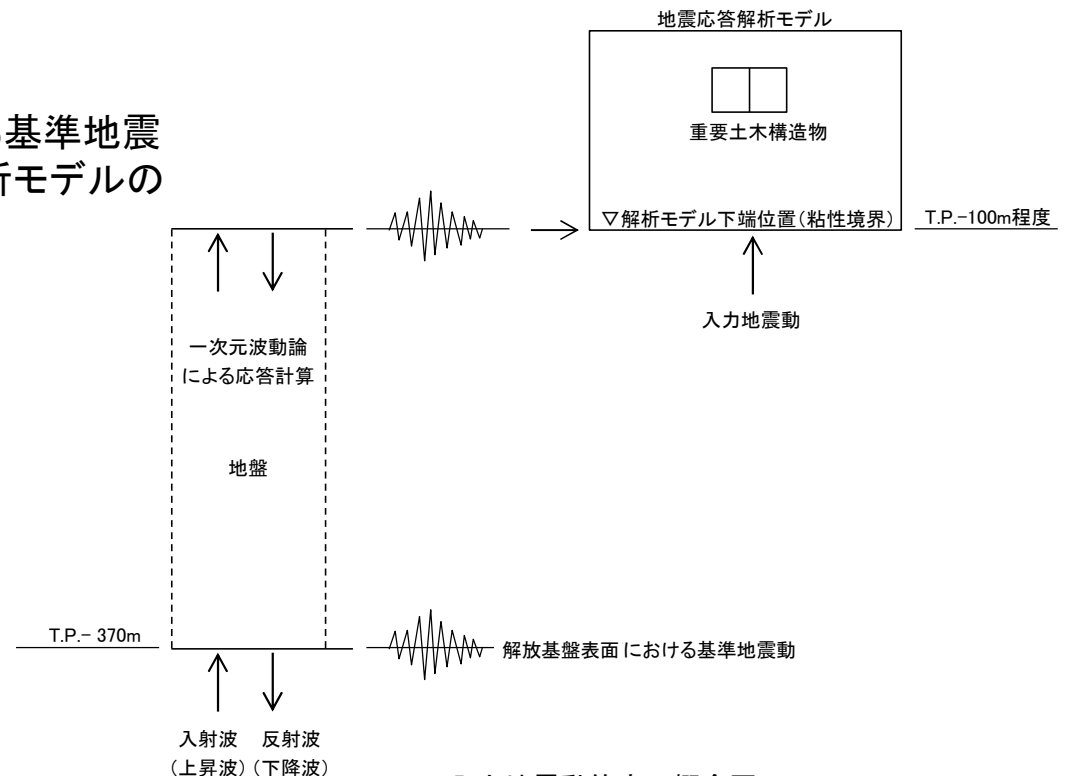 地震応答解析モデル
基準地震
析モデルの
重要土木構造物
▽解析モデル下端位置(粘性境界)
T.P.-100m程度
入力地震動
一次元波動論
による応答計算
地盤
T.P.- 370m
解放基盤表面における基準地震動
入射波 反射波
(上昇波) (下降波)